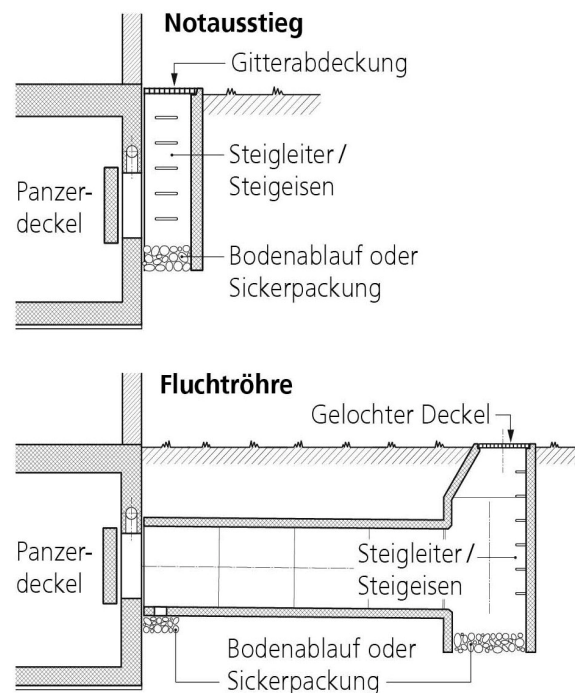 Notausstieg
Gitterabdeckung
Steigleiter /
Steigeisen
Panzer-
deckel
Bodenablauf oder
Sickerpackung
Fluchtröhre
Gelochter Deckel
Panzer-
deckel
Steigleiter /
Steigeisen
Bodenablauf oder
Sickerpackung